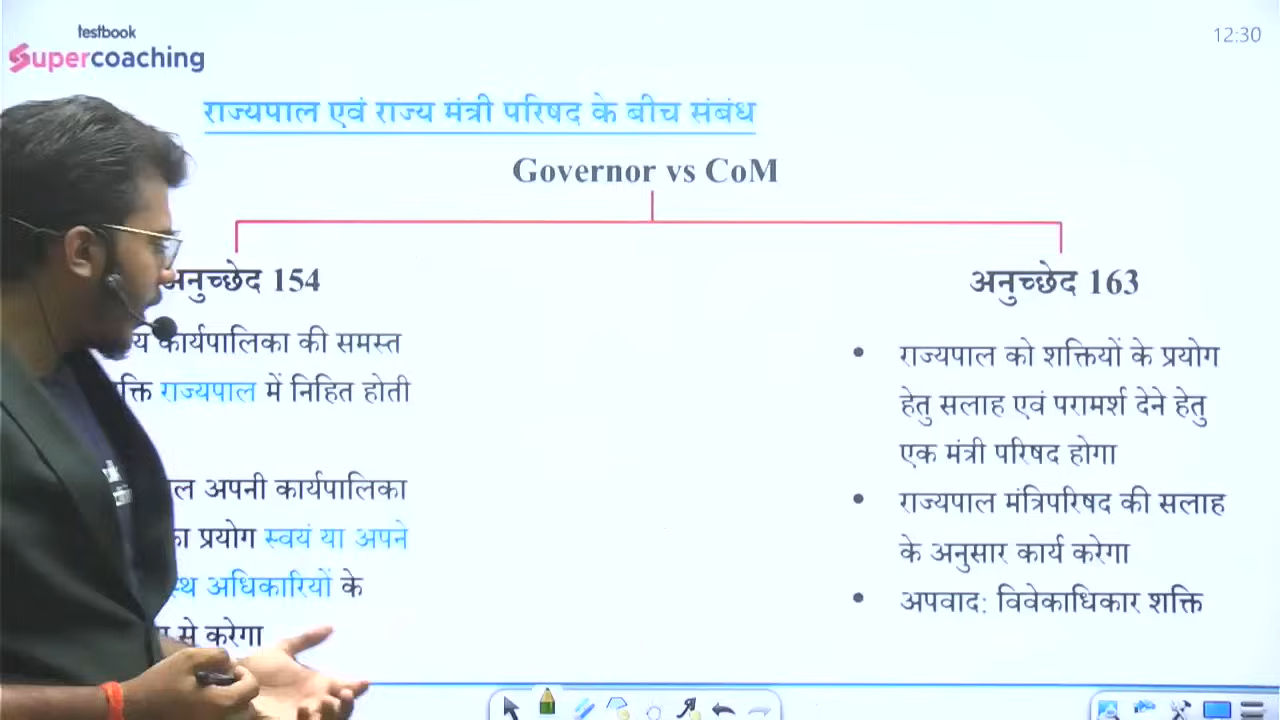 testbook
Supercoaching
12:30
राज्यपाल एवं राज्य मंत्री परिषद के बीच संबंध
Governor vs CoM
अनुच्छेद 154
कार्यपालिका की समस्त
राज्यपाल में निहित होती
अपनी कार्यपालिका
प्रयोग स्वयं या अपने
अधिकारियों के
से करेगा
अनुच्छेद 163
• राज्यपाल को शक्तियों के प्रयोग
हेतु सलाह एवं परामर्श देने हेतु
एक मंत्री परिषद होगा
• राज्यपाल मंत्रिपरिषद की सलाह
के अनुसार कार्य करेगा
• अपवाद: विवेकाधिकार शक्ति